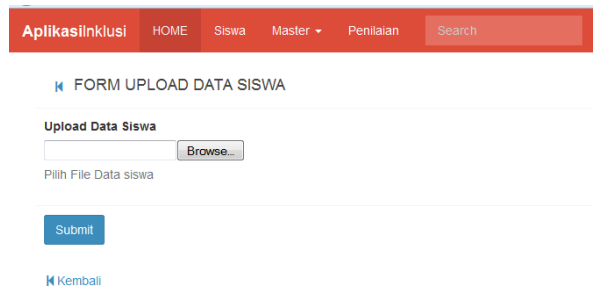 AplikasiInklusi HOME Siswa Master Penilaian Search
FORM UPLOAD DATA SISWA
Upload Data Siswa
Browse...
Pilih File Data siswa
Submit
Kembali